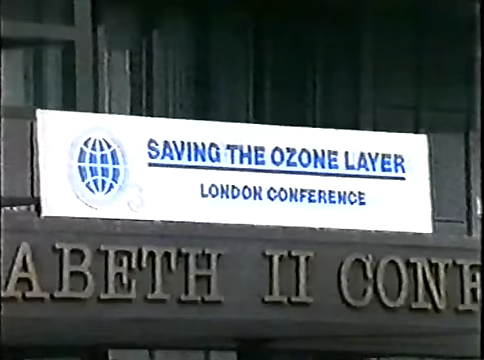 SAVING THE OZONE LAYER
LONDON CONFERENCE
ABETH II CONF